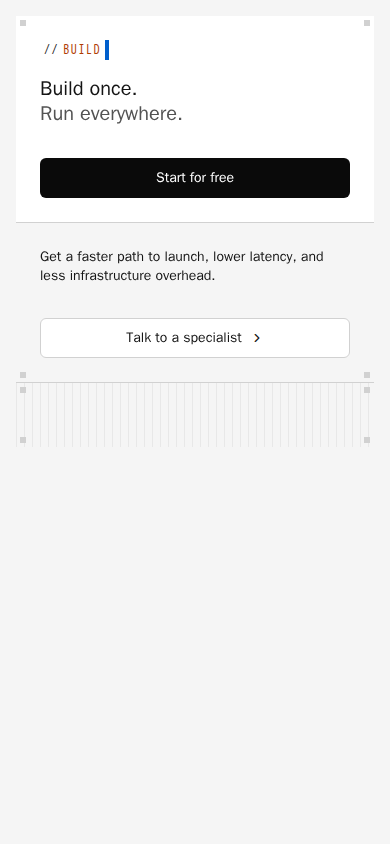 // BUILD
Build once.
Run everywhere.
Start for free
Get a faster path to launch, lower latency, and
less infrastructure overhead.
Talk to a specialist